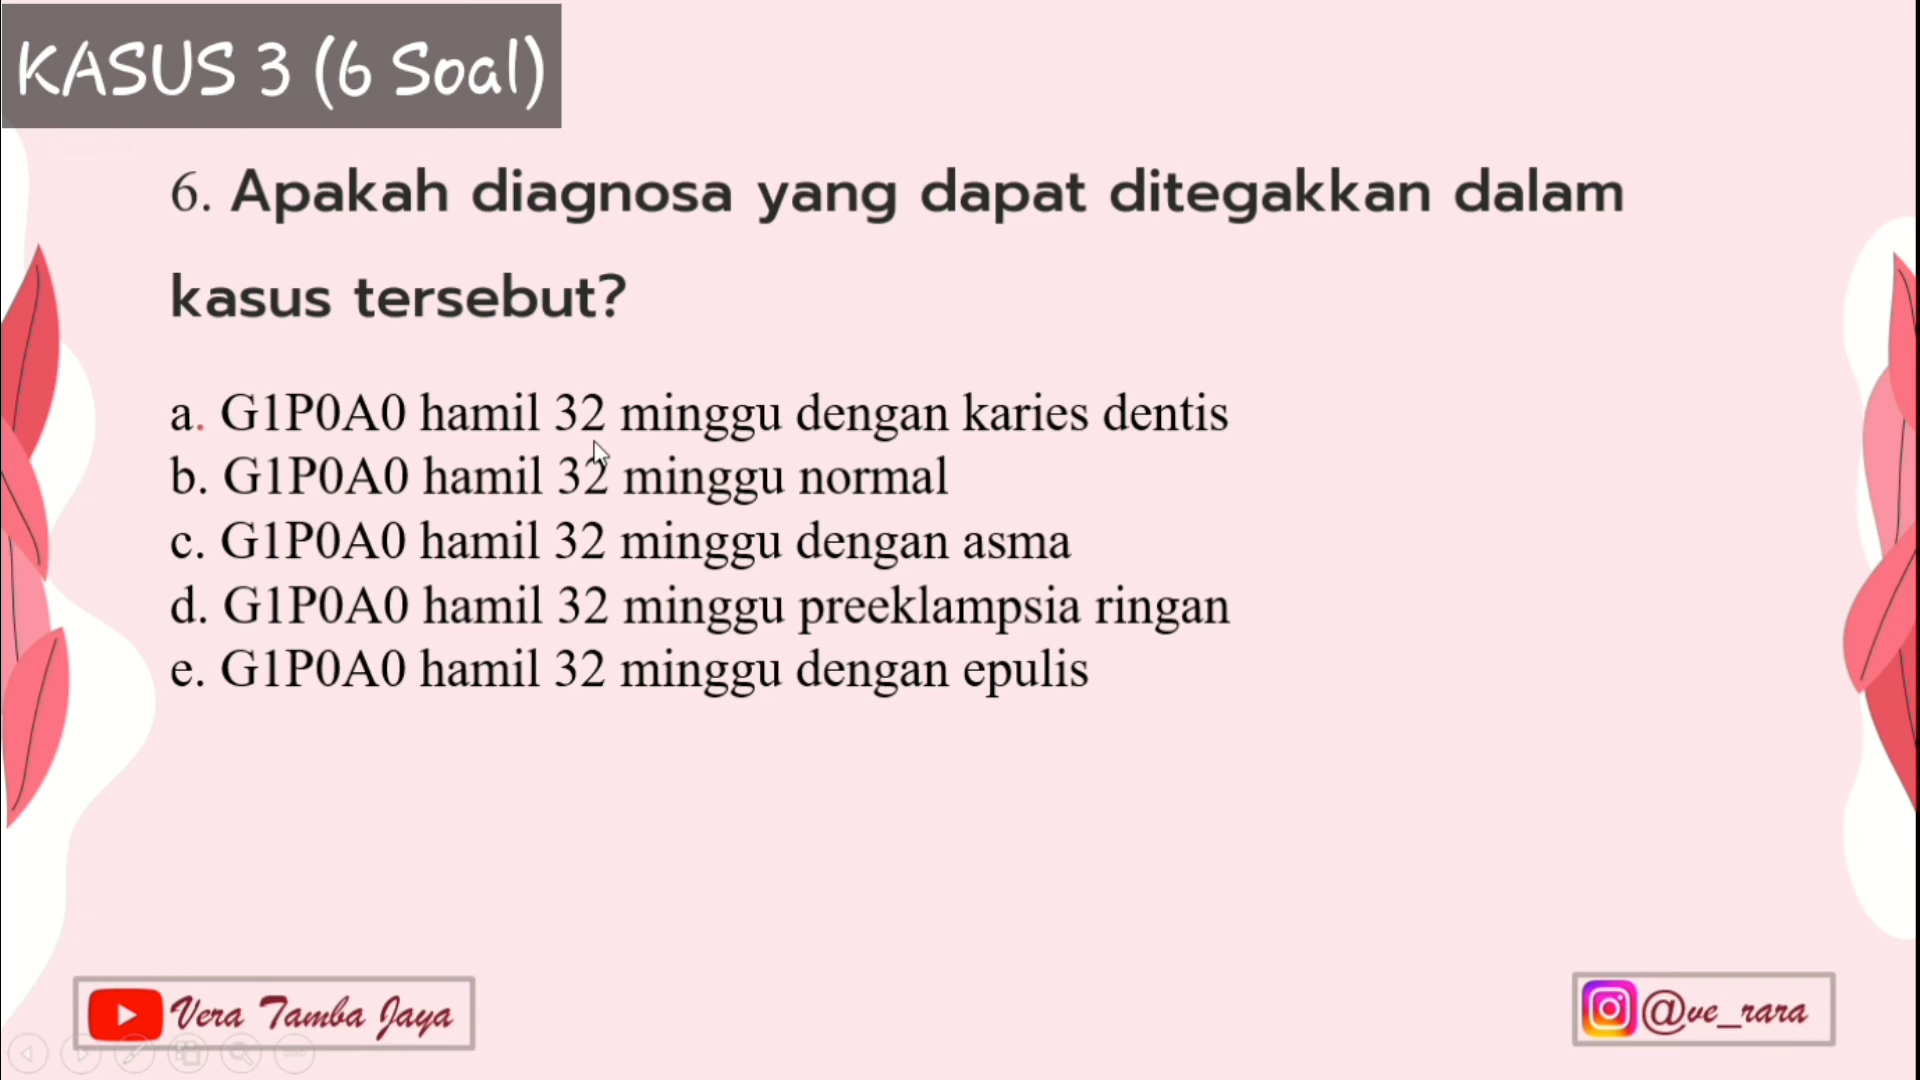 KASUS 3 (6 Soal)
6. Apakah diagnosa yang dapat ditegakkan dalam
kasus tersebut?
a. G1P0A0 hamil 32 minggu dengan karies dentis
b. G1P0A0 hamil 32 minggu normal
c. G1P0A0 hamil 32 minggu dengan asma
d. G1P0A0 hamil 32 minggu preeklampsia ringan
e. G1P0A0 hamil 32 minggu dengan epulis
Vera Tamba Jaya
@ve_rara